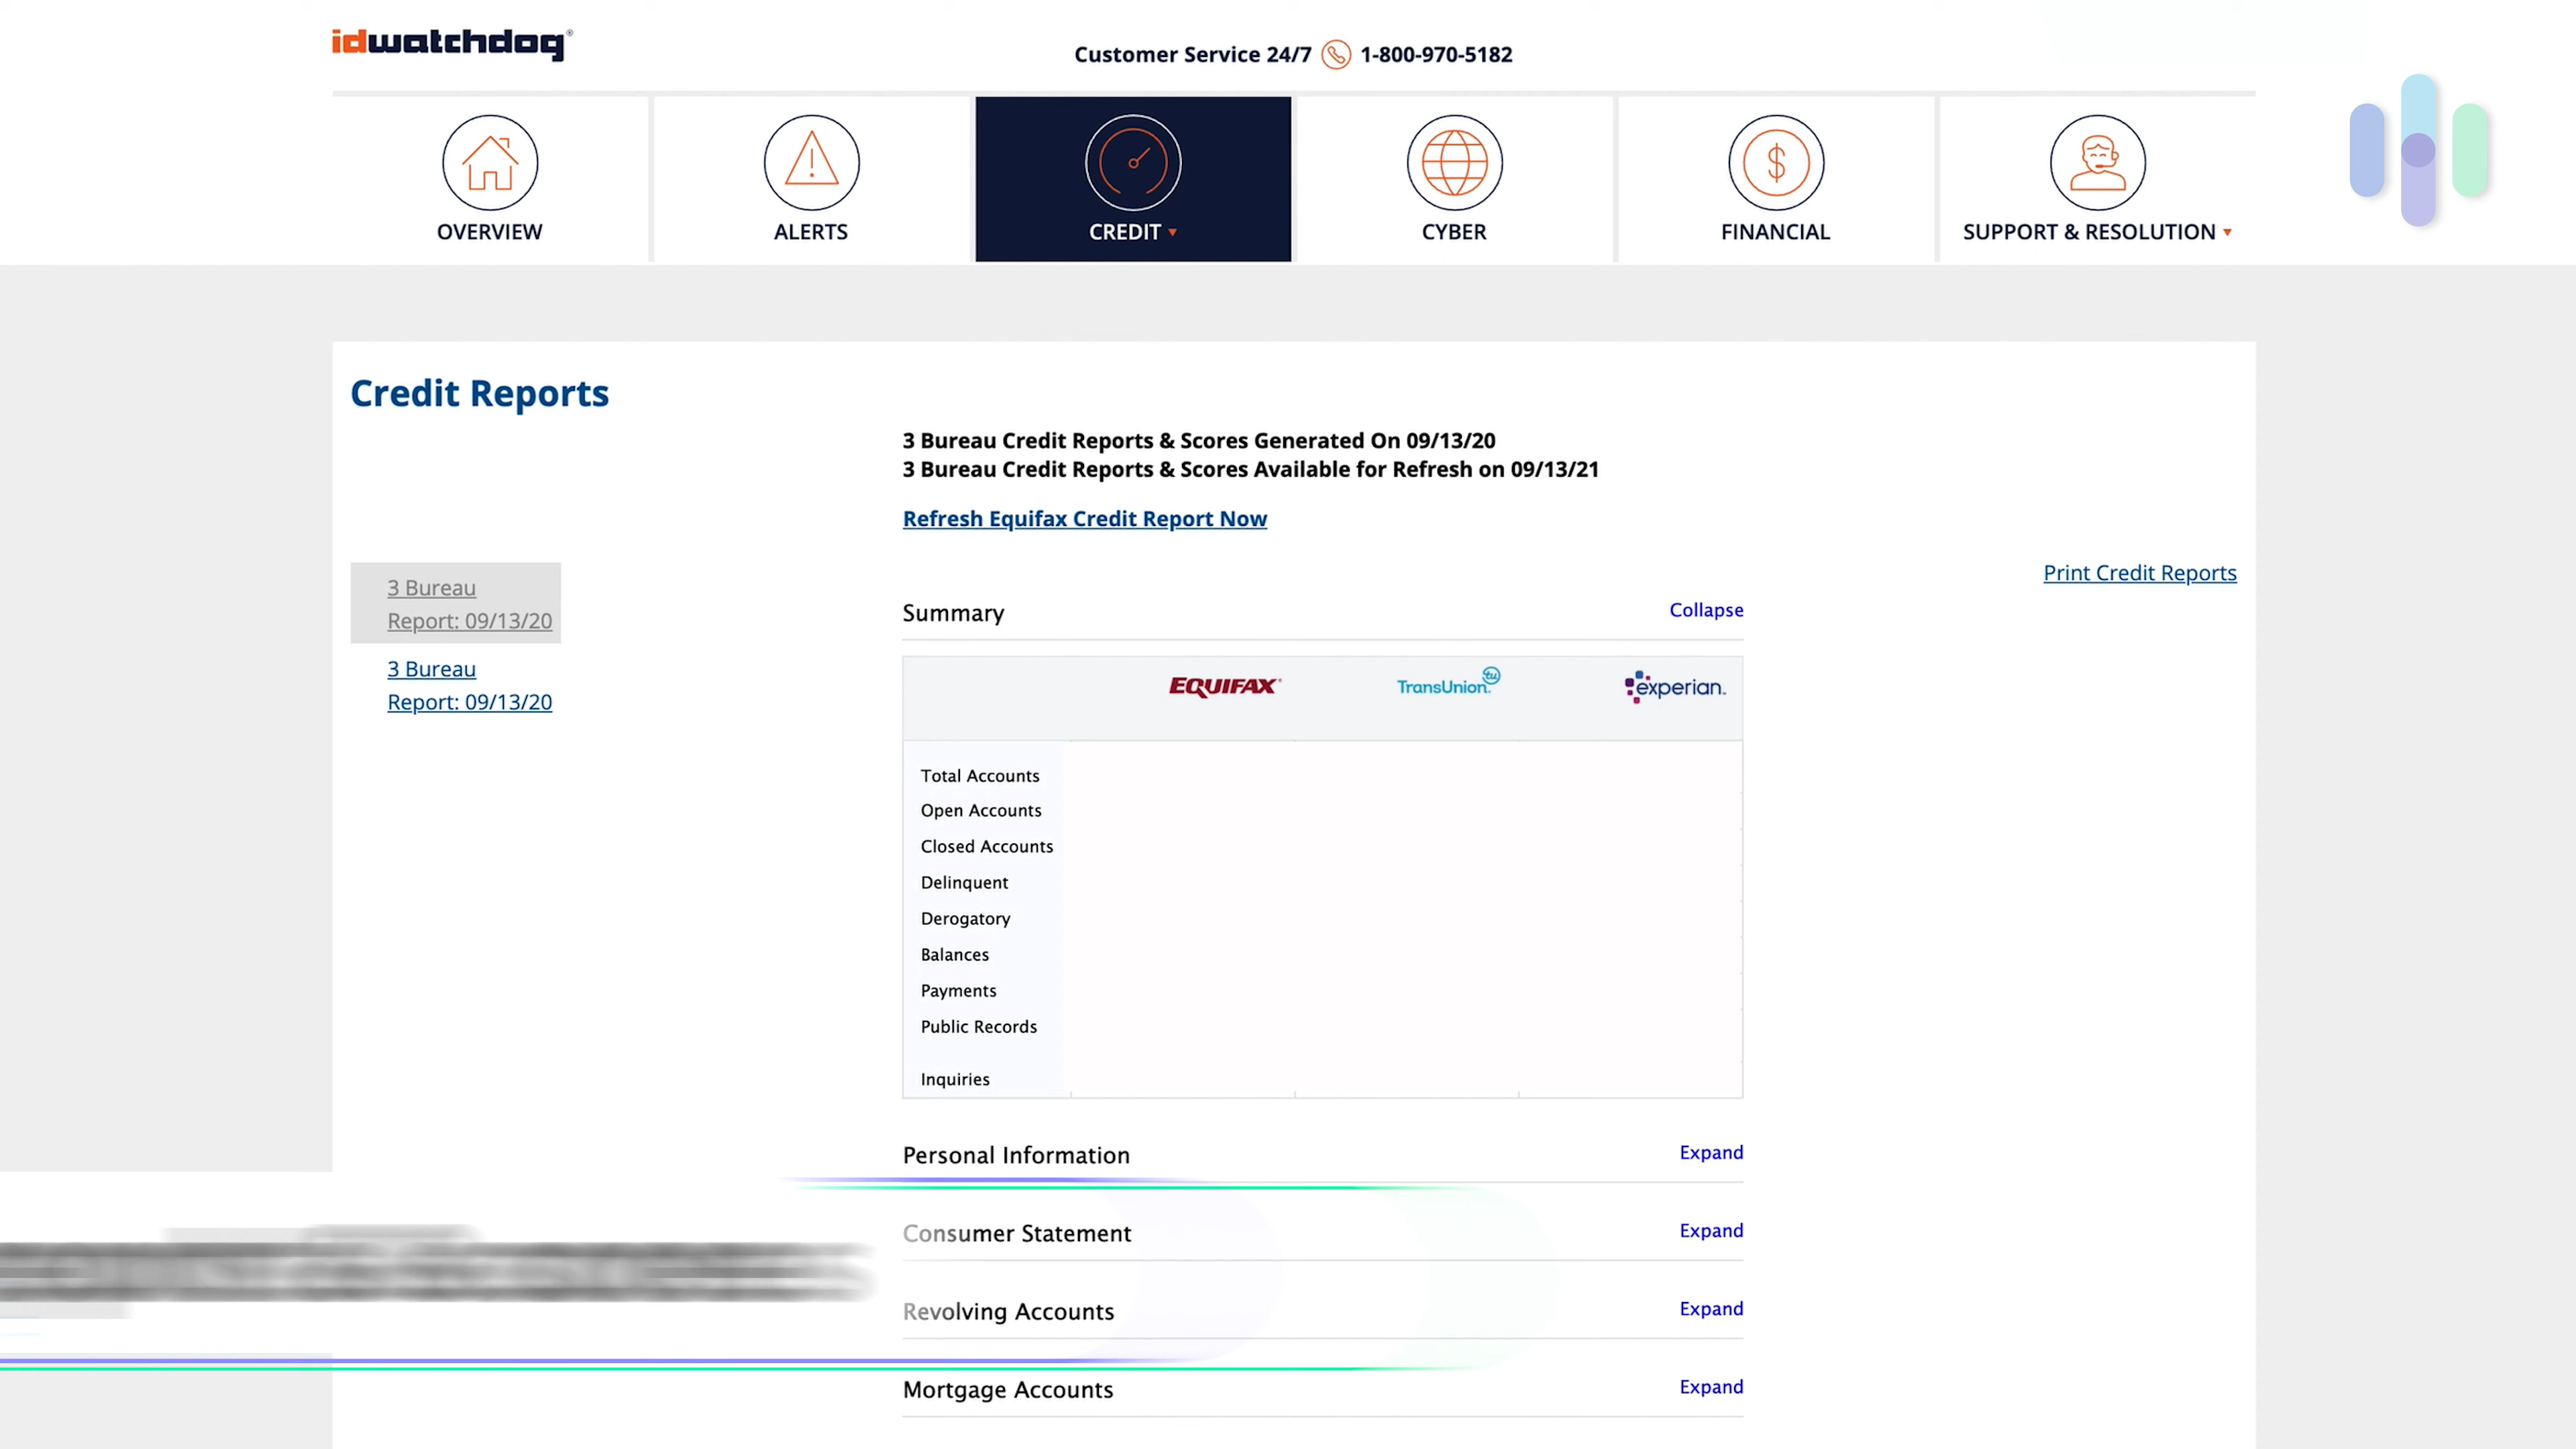 idwatchdog®
Customer Service 24/7 1-800-970-5182
OVERVIEW
ALERTS
CREDIT
CYBER
FINANCIAL
SUPPORT & RESOLUTION
Credit Reports
3 Bureau Credit Reports & Scores Generated On 09/13/20
3 Bureau Credit Reports & Scores Available for Refresh on 09/13/21
Refresh Equifax Credit Report Now
3 Bureau
Report: 09/13/20
3 Bureau
Report: 09/13/20
Print Credit Reports
Summary Collapse
EQUIFAX® TransUnion. tu experian.
Total Accounts
Open Accounts
Closed Accounts
Delinquent
Derogatory
Balances
Payments
Public Records
Inquiries
Personal Information Expand
Consumer Statement Expand
Revolving Accounts Expand
Mortgage Accounts Expand